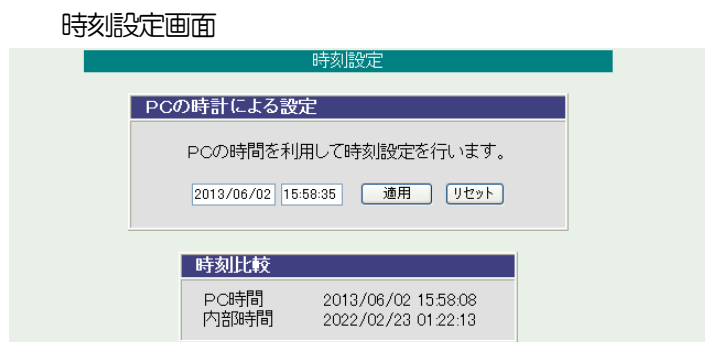 時刻設定画面
時刻設定
PCの時計による設定
PCの時間を利用して時刻設定を行います。
2013/06/02 15:58:35 適用 リセット
時刻比較
PC時間 2013/06/02 15:58:08
内部時間 2022/02/23 01:22:13